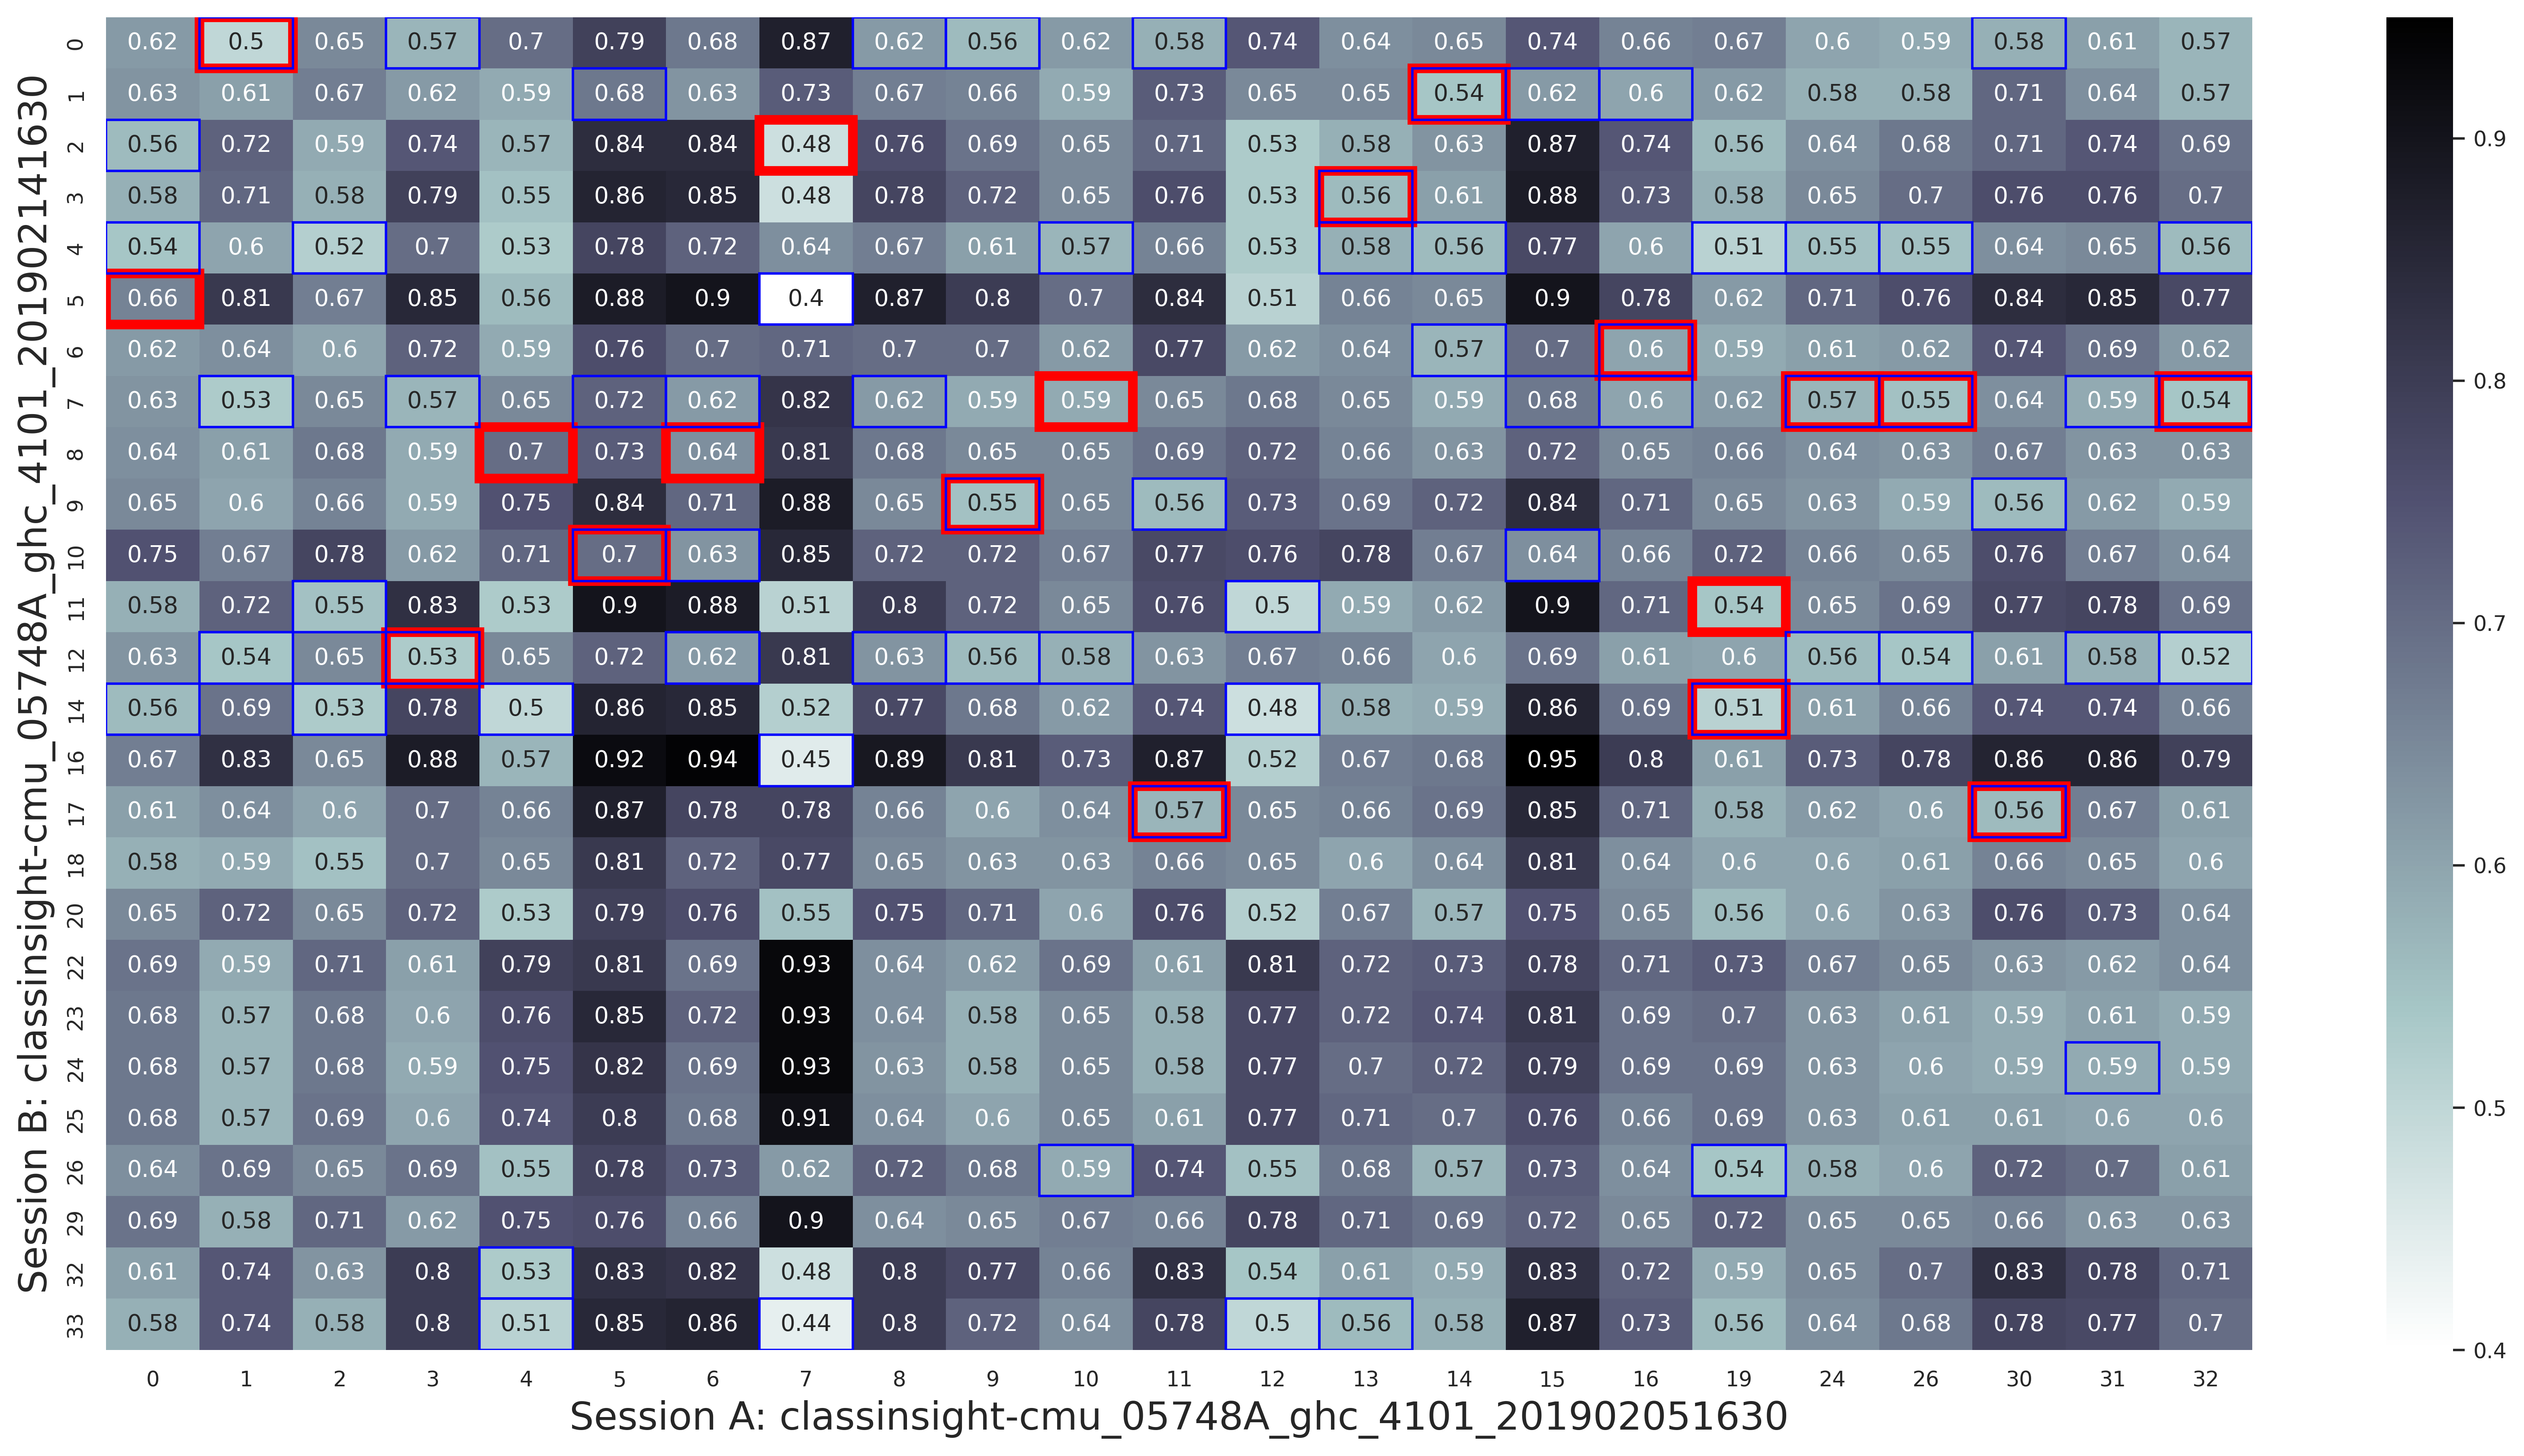 Session B: classinsight-cmu_05748A_ghc_4101_201902141630
0 0.62 0.5 0.65 0.57 0.7 0.79 0.68 0.87 0.62 0.56 0.62 0.58 0.74 0.64 0.65 0.74 0.66 0.67 0.6 0.59 0.58 0.61 0.57
1 0.63 0.61 0.67 0.62 0.59 0.68 0.63 0.73 0.67 0.66 0.59 0.73 0.65 0.65 0.54 0.62 0.6 0.62 0.58 0.58 0.71 0.64 0.57
2 0.56 0.72 0.59 0.74 0.57 0.84 0.84 0.48 0.76 0.69 0.65 0.71 0.53 0.58 0.63 0.87 0.74 0.56 0.64 0.68 0.71 0.74 0.69
3 0.58 0.71 0.58 0.79 0.55 0.86 0.85 0.48 0.78 0.72 0.65 0.76 0.53 0.56 0.61 0.88 0.73 0.58 0.65 0.7 0.76 0.76 0.7
4 0.54 0.6 0.52 0.7 0.53 0.78 0.72 0.64 0.67 0.61 0.57 0.66 0.53 0.58 0.56 0.77 0.6 0.51 0.55 0.55 0.64 0.65 0.56
5 0.66 0.81 0.67 0.85 0.56 0.88 0.9 0.4 0.87 0.8 0.7 0.84 0.51 0.66 0.65 0.9 0.78 0.62 0.71 0.76 0.84 0.85 0.77
6 0.62 0.64 0.6 0.72 0.59 0.76 0.7 0.71 0.7 0.7 0.62 0.77 0.62 0.64 0.57 0.7 0.6 0.59 0.61 0.62 0.74 0.69 0.62
7 0.63 0.53 0.65 0.57 0.65 0.72 0.62 0.82 0.62 0.59 0.59 0.65 0.68 0.65 0.59 0.68 0.6 0.62 0.57 0.55 0.64 0.59 0.54
8 0.64 0.61 0.68 0.59 0.7 0.73 0.64 0.81 0.68 0.65 0.65 0.69 0.72 0.66 0.63 0.72 0.65 0.66 0.64 0.63 0.67 0.63 0.63
9 0.65 0.6 0.66 0.59 0.75 0.84 0.71 0.88 0.65 0.55 0.65 0.56 0.73 0.69 0.72 0.84 0.71 0.65 0.63 0.59 0.56 0.62 0.59
10 0.75 0.67 0.78 0.62 0.71 0.7 0.63 0.85 0.72 0.72 0.67 0.77 0.76 0.78 0.67 0.64 0.66 0.72 0.66 0.65 0.76 0.67 0.64
11 0.58 0.72 0.55 0.83 0.53 0.9 0.88 0.51 0.8 0.72 0.65 0.76 0.5 0.59 0.62 0.9 0.71 0.54 0.65 0.69 0.77 0.78 0.69
12 0.63 0.54 0.65 0.53 0.65 0.72 0.62 0.81 0.63 0.56 0.58 0.63 0.67 0.66 0.6 0.69 0.61 0.6 0.56 0.54 0.61 0.58 0.52
14 0.56 0.69 0.53 0.78 0.5 0.86 0.85 0.52 0.77 0.68 0.62 0.74 0.48 0.58 0.59 0.86 0.69 0.51 0.61 0.66 0.74 0.74 0.66
16 0.67 0.83 0.65 0.88 0.57 0.92 0.94 0.45 0.89 0.81 0.73 0.87 0.52 0.67 0.68 0.95 0.8 0.61 0.73 0.78 0.86 0.86 0.79
17 0.61 0.64 0.6 0.7 0.66 0.87 0.78 0.78 0.66 0.6 0.64 0.57 0.65 0.66 0.69 0.85 0.71 0.58 0.62 0.6 0.56 0.67 0.61
18 0.58 0.59 0.55 0.7 0.65 0.81 0.72 0.77 0.65 0.63 0.63 0.66 0.65 0.6 0.64 0.81 0.64 0.6 0.6 0.61 0.66 0.65 0.6
20 0.65 0.72 0.65 0.72 0.53 0.79 0.76 0.55 0.75 0.71 0.6 0.76 0.52 0.67 0.57 0.75 0.65 0.56 0.6 0.63 0.76 0.73 0.64
22 0.69 0.59 0.71 0.61 0.79 0.81 0.69 0.93 0.64 0.62 0.69 0.61 0.81 0.72 0.73 0.78 0.71 0.73 0.67 0.65 0.63 0.62 0.64
23 0.68 0.57 0.68 0.6 0.76 0.85 0.72 0.93 0.64 0.58 0.65 0.58 0.77 0.72 0.74 0.81 0.69 0.7 0.63 0.61 0.59 0.61 0.59
24 0.68 0.57 0.68 0.59 0.75 0.82 0.69 0.93 0.63 0.58 0.65 0.58 0.77 0.7 0.72 0.79 0.69 0.69 0.63 0.6 0.59 0.59 0.59
25 0.68 0.57 0.69 0.6 0.74 0.8 0.68 0.91 0.64 0.6 0.65 0.61 0.77 0.71 0.7 0.76 0.66 0.69 0.63 0.61 0.61 0.6 0.6
26 0.64 0.69 0.65 0.69 0.55 0.78 0.73 0.62 0.72 0.68 0.59 0.74 0.55 0.68 0.57 0.73 0.64 0.54 0.58 0.6 0.72 0.7 0.61
29 0.69 0.58 0.71 0.62 0.75 0.76 0.66 0.9 0.64 0.65 0.67 0.66 0.78 0.71 0.69 0.72 0.65 0.72 0.65 0.65 0.66 0.63 0.63
32 0.61 0.74 0.63 0.8 0.53 0.83 0.82 0.48 0.8 0.77 0.66 0.83 0.54 0.61 0.59 0.83 0.72 0.59 0.65 0.7 0.83 0.78 0.71
33 0.58 0.74 0.58 0.8 0.51 0.85 0.86 0.44 0.8 0.72 0.64 0.78 0.5 0.56 0.58 0.87 0.73 0.56 0.64 0.68 0.78 0.77 0.7
0 1 2 3 4 5 6 7 8 9 10 11 12 13 14 15 16 19 24 26 30 31 32
Session A: classinsight-cmu_05748A_ghc_4101_201902051630
0.9
0.8
0.7
0.6
0.5
0.4